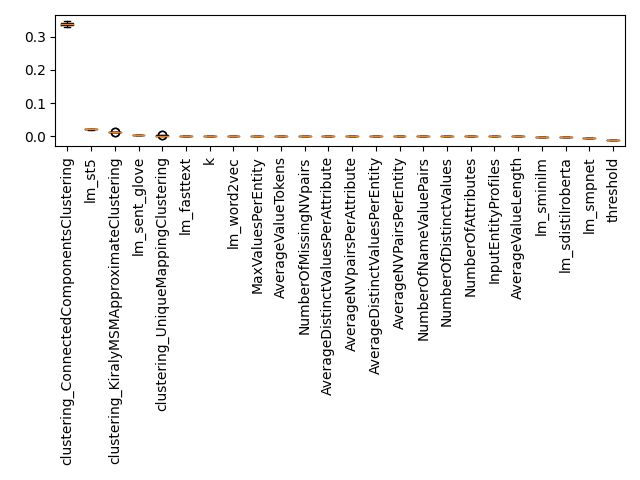 0.3
0.2
0.1
0.0
clustering_ConnectedComponentsClustering
lm_st5
clustering_KiralyMSMApproximateClustering
lm_sent_glove
clustering_UniqueMappingClustering
lm_fasttext
k
lm_word2vec
MaxValuesPerEntity
AverageValueTokens
NumberOfMissingNVpairs
AverageDistinctValuesPerAttribute
AverageNVpairsPerAttribute
AverageDistinctValuesPerEntity
AverageNVPairsPerEntity
NumberOfNameValuePairs
NumberOfDistinctValues
NumberOfAttributes
InputEntityProfiles
AverageValueLength
lm_sminilm
lm_sdistilroberta
lm_smpnet
threshold